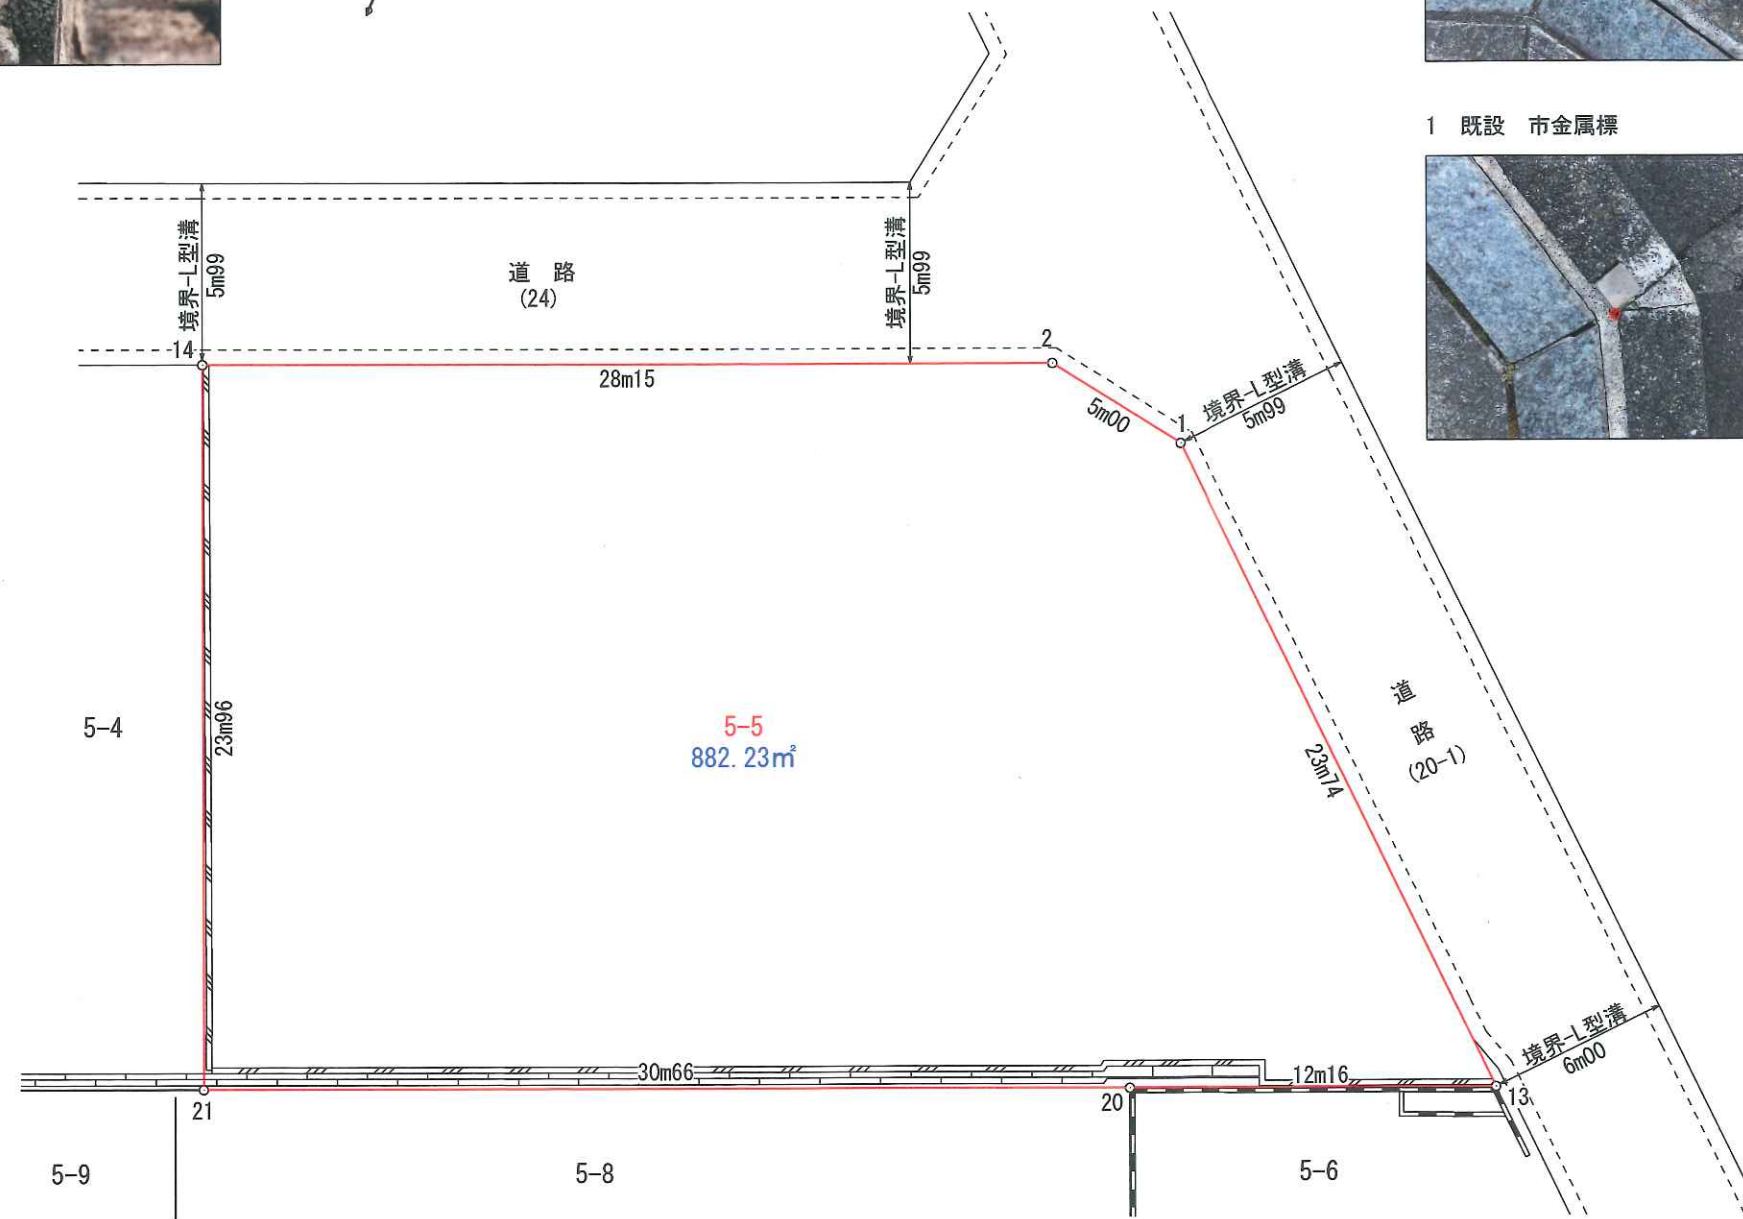 1 既設 市金属標
境界-L型溝
5m99
道 路
(24)
境界-L型溝
5m99
14
2
28m15
5m00
1
境界-L型溝
5m99
道
路
(20-1)
5-4
23m96
5-5
882.23㎡
23m74
境界-L型溝
6m00
30m66
12m16
21
20
13
5-9
5-8
5-6